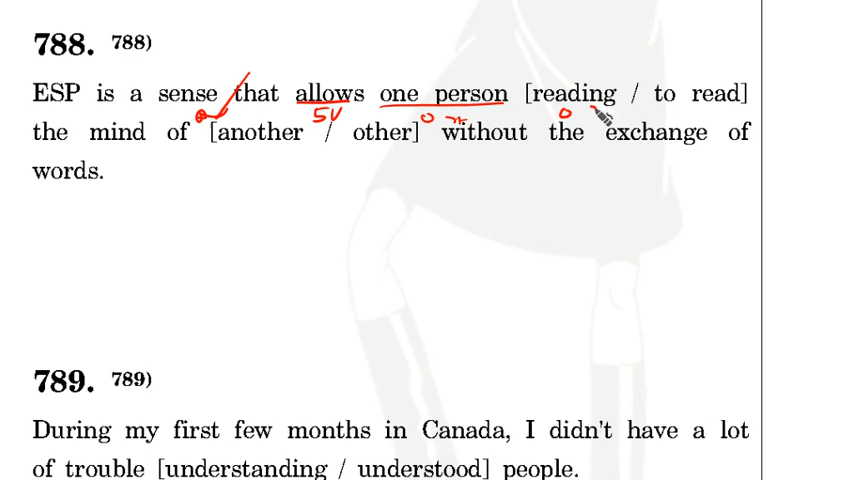 788. 788)
ESP is a sense that allows one person [reading / to read]
the mind of [another / other] without the exchange of
words.
789. 789)
During my first few months in Canada, I didn't have a lot
of trouble [understanding / understood] people.